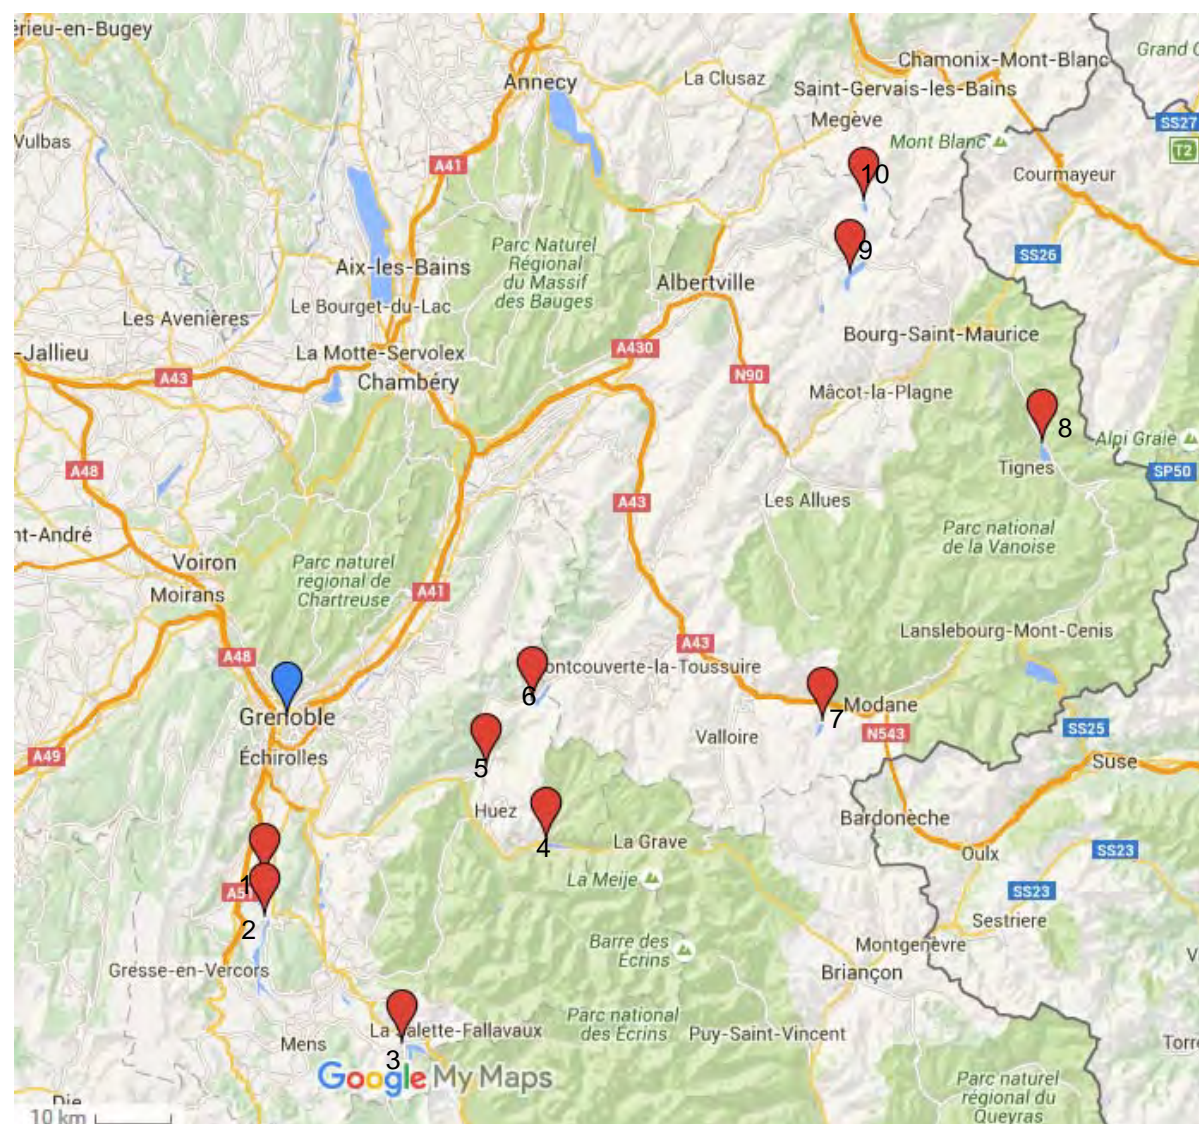 érieu-en-Bugey
Annecy
La Clusaz
Chamonix-Mont-Blanc
Grand C
Saint-Gervais-les-Bains
Megève
SS27
Vulbas
A41
Mont Blanc
T2
10
Courmayeur
Parc Naturel
Régional
du Massif
des Bauges
9
SS26
Aix-les-Bains
Albertville
Le Bourget-du-Lac
Les Avenières
Bourg-Saint-Maurice
-Jallieu
La Motte-Servolex
A430
A43
Chambéry
N90
Mâcot-la-Plagne
8
Alpi Graie
A48
Tignes
SP50
A43
Les Allues
nt-André
Parc national
de la Vanoise
Voiron
Parc naturel
régional de
Chartreuse
Moirans
A41
Lanslebourg-Mont-Cenis
A48
A43
ontcouverte-la-Toussuire
6
7
Modane
Grenoble
SS25
N543
Valloire
A49
Échirolles
5
Suse
Huez
Bardonèche
4
La Grave
Oulx
SS23
La Meije
1
A51
SS23
2
Sestriere
Barre des
Écrins
Montgenèvre
V
Gresse-en-Vercors
Briançon
Parc national
des Ecrins
La Salette-Fallavaux
Puy-Saint-Vincent
Mens
Torre
3
Google My Maps
Parc naturel
régional du
Queyras
Die
10 km